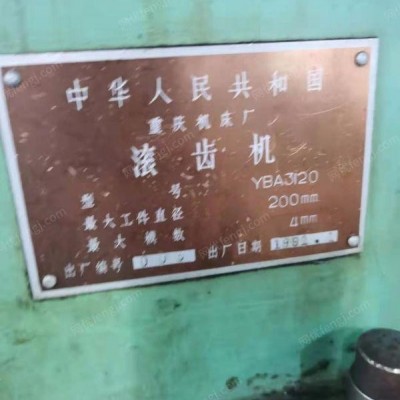 中华人民共和国
重庆机床厂
滚齿机
型号 YBA3120
最大工件直径 200mm
最大模数 4mm
出厂编号 出厂日期